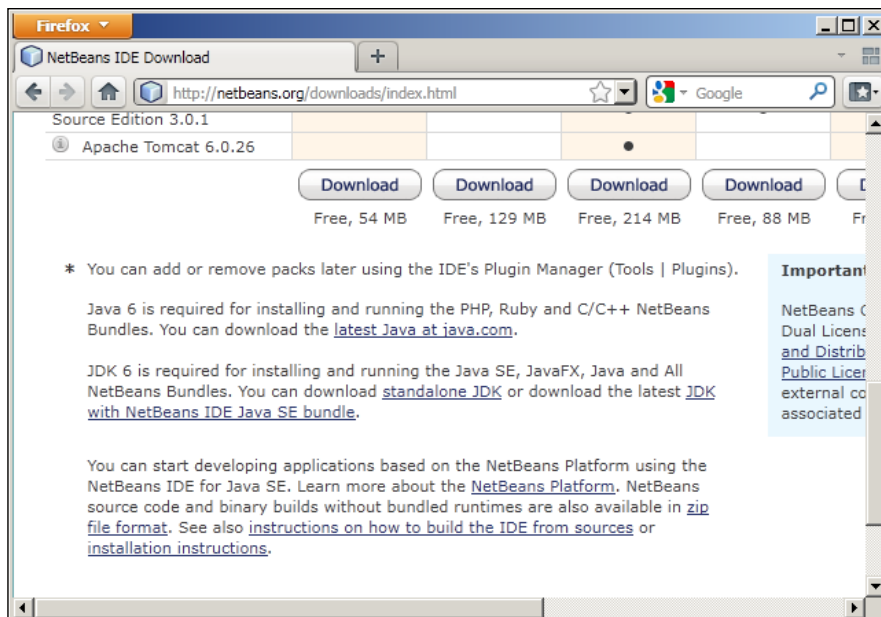 Firefox
NetBeans IDE Download
http://netbeans.org/downloads/index.html
Google
Source Edition 3.0.1
Apache Tomcat 6.0.26
Download Download Download Download
Free, 54 MB Free, 129 MB Free, 214 MB Free, 88 MB Fr
* You can add or remove packs later using the IDE's Plugin Manager (Tools | Plugins).
Java 6 is required for installing and running the PHP, Ruby and C/C++ NetBeans
Bundles. You can download the latest Java at java.com.
JDK 6 is required for installing and running the Java SE, JavaFX, Java and All
NetBeans Bundles. You can download standalone JDK or download the latest JDK
with NetBeans IDE Java SE bundle.
You can start developing applications based on the NetBeans Platform using the
NetBeans IDE for Java SE. Learn more about the NetBeans Platform. NetBeans
source code and binary builds without bundled runtimes are also available in zip
file format. See also instructions on how to build the IDE from sources or
installation instructions.
Important
NetBeans
Dual Licens
and Distrib
Public Licen
external co
associated